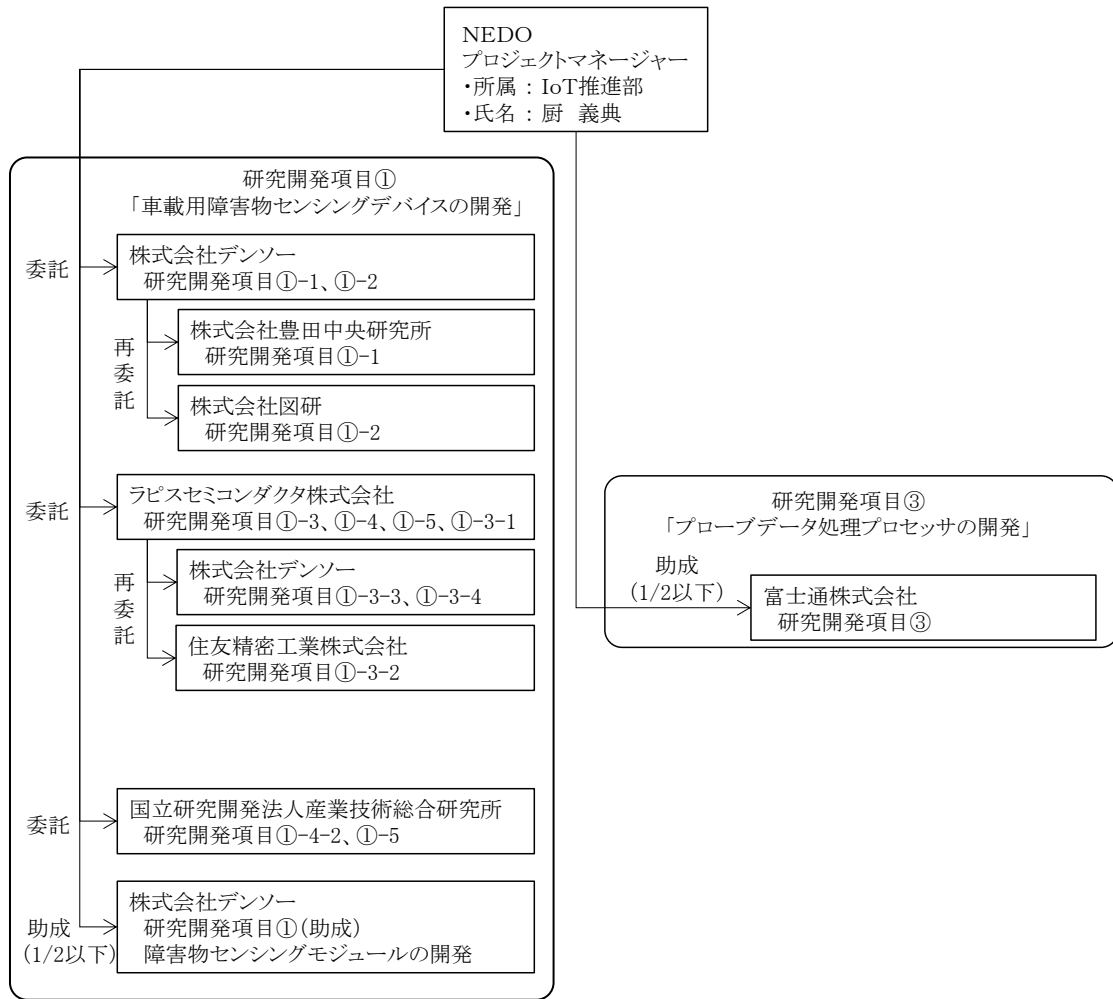 NEDO
プロジェクトマネージャー
・所属 : IoT推進部
・氏名 : 厨 義典
研究開発項目①
「車載用障害物センシングデバイスの開発」
委託
株式会社デンソー
研究開発項目①-1、①-2
再委託
株式会社豊田中央研究所
研究開発項目①-1
株式会社図研
研究開発項目①-2
委託
ラピスセミコンダクタ株式会社
研究開発項目①-3、①-4、①-5、①-3-1
再委託
株式会社デンソー
研究開発項目①-3-3、①-3-4
住友精密工業株式会社
研究開発項目①-3-2
委託
国立研究開発法人産業技術総合研究所
研究開発項目①-4-2、①-5
助成
(1/2以下)
株式会社デンソー
研究開発項目①(助成)
障害物センシングモジュールの開発
研究開発項目③
「プローブデータ処理プロセッサの開発」
助成
(1/2以下)
富士通株式会社
研究開発項目③